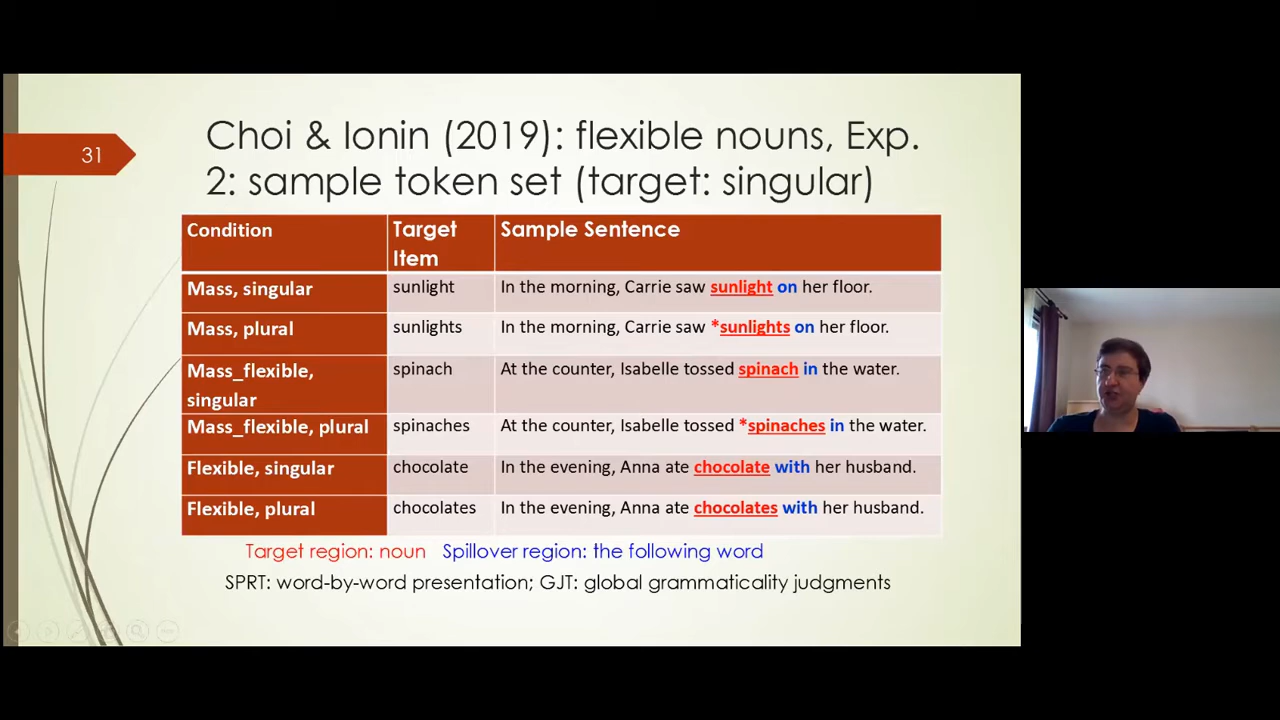 31
Choi & Ionin (2019): flexible nouns, Exp.
2: sample token set (target: singular)
Condition Target Item Sample Sentence
Mass, singular sunlight In the morning, Carrie saw sunlight on her floor.
Mass, plural sunlights In the morning, Carrie saw *sunlights on her floor.
Mass_flexible, singular spinach At the counter, Isabelle tossed spinach in the water.
Mass_flexible, plural spinaches At the counter, Isabelle tossed *spinaches in the water.
Flexible, singular chocolate In the evening, Anna ate chocolate with her husband.
Flexible, plural chocolates In the evening, Anna ate chocolates with her husband.
Target region: noun Spillover region: the following word
SPRT: word-by-word presentation; GJT: global grammaticality judgments